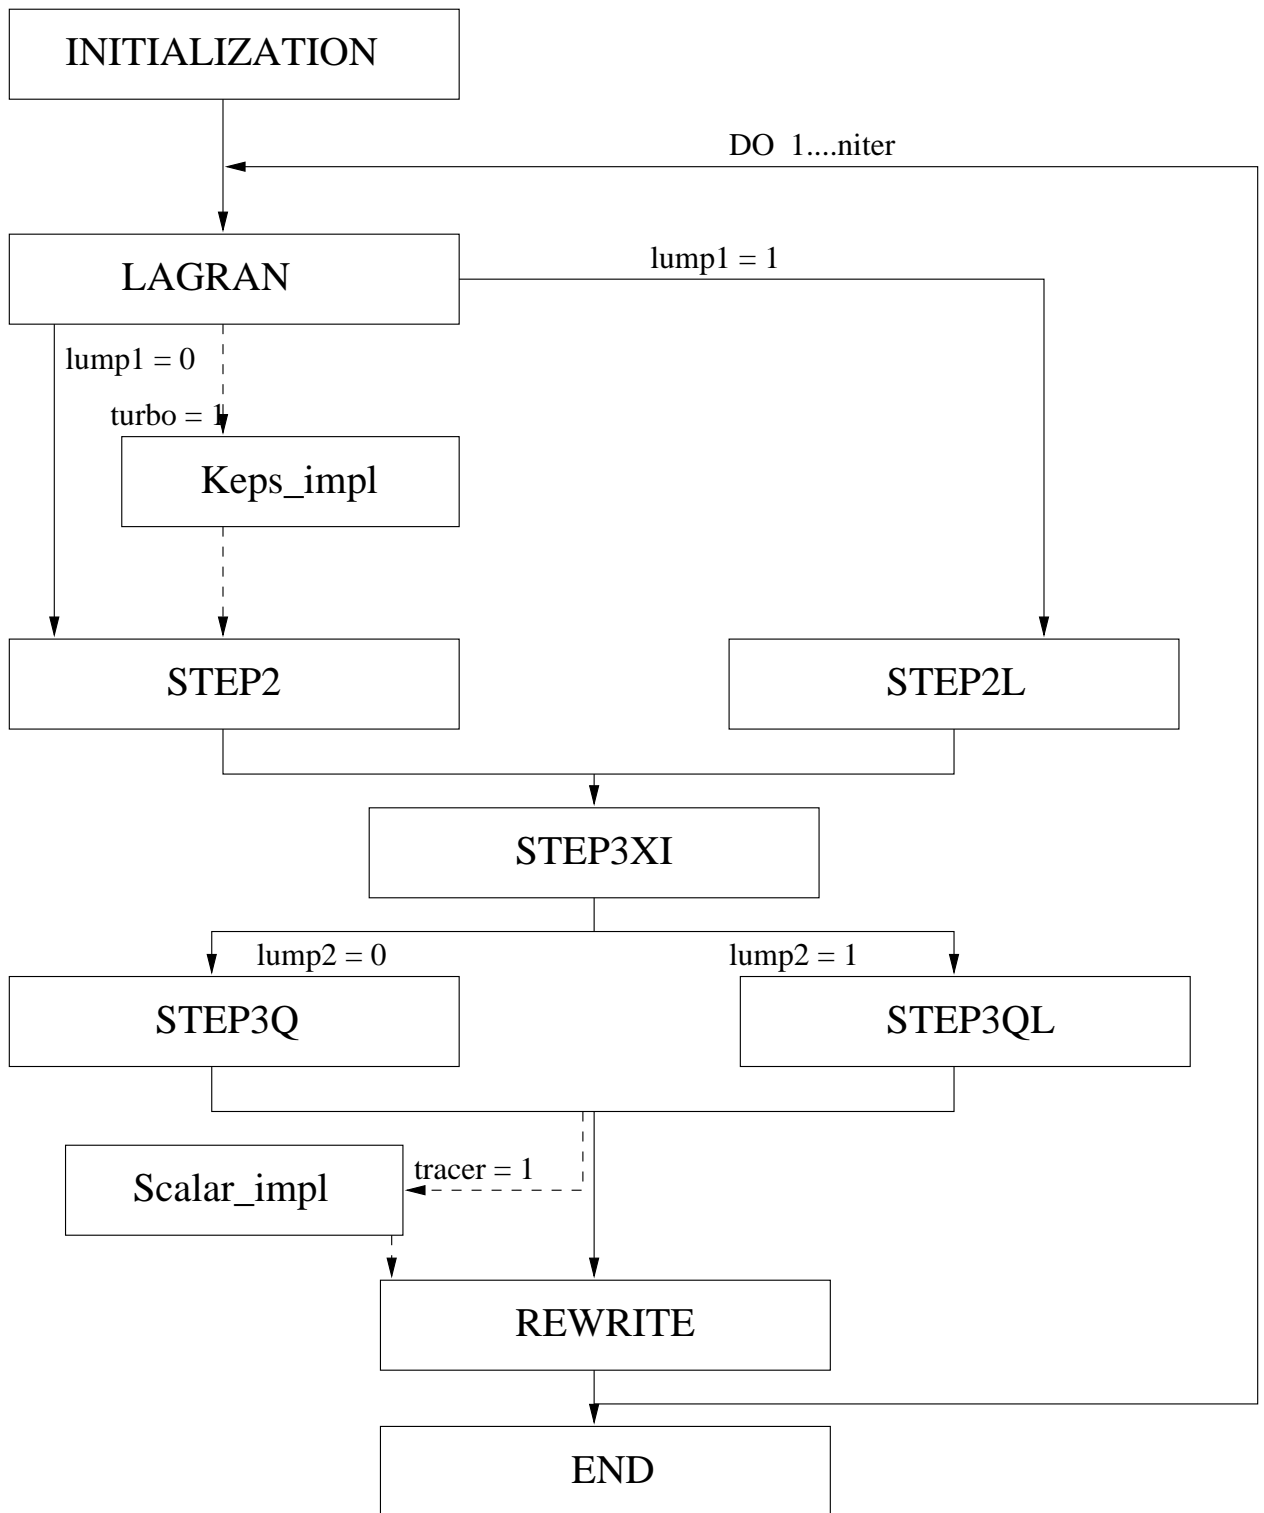 INITIALIZATION
DO 1....niter
LAGRAN
lump1 = 1
lump1 = 0
turbo = 1
Keps_impl
STEP2
STEP2L
STEP3XI
lump2 = 0
lump2 = 1
STEP3Q
STEP3QL
tracer = 1
Scalar_impl
REWRITE
END